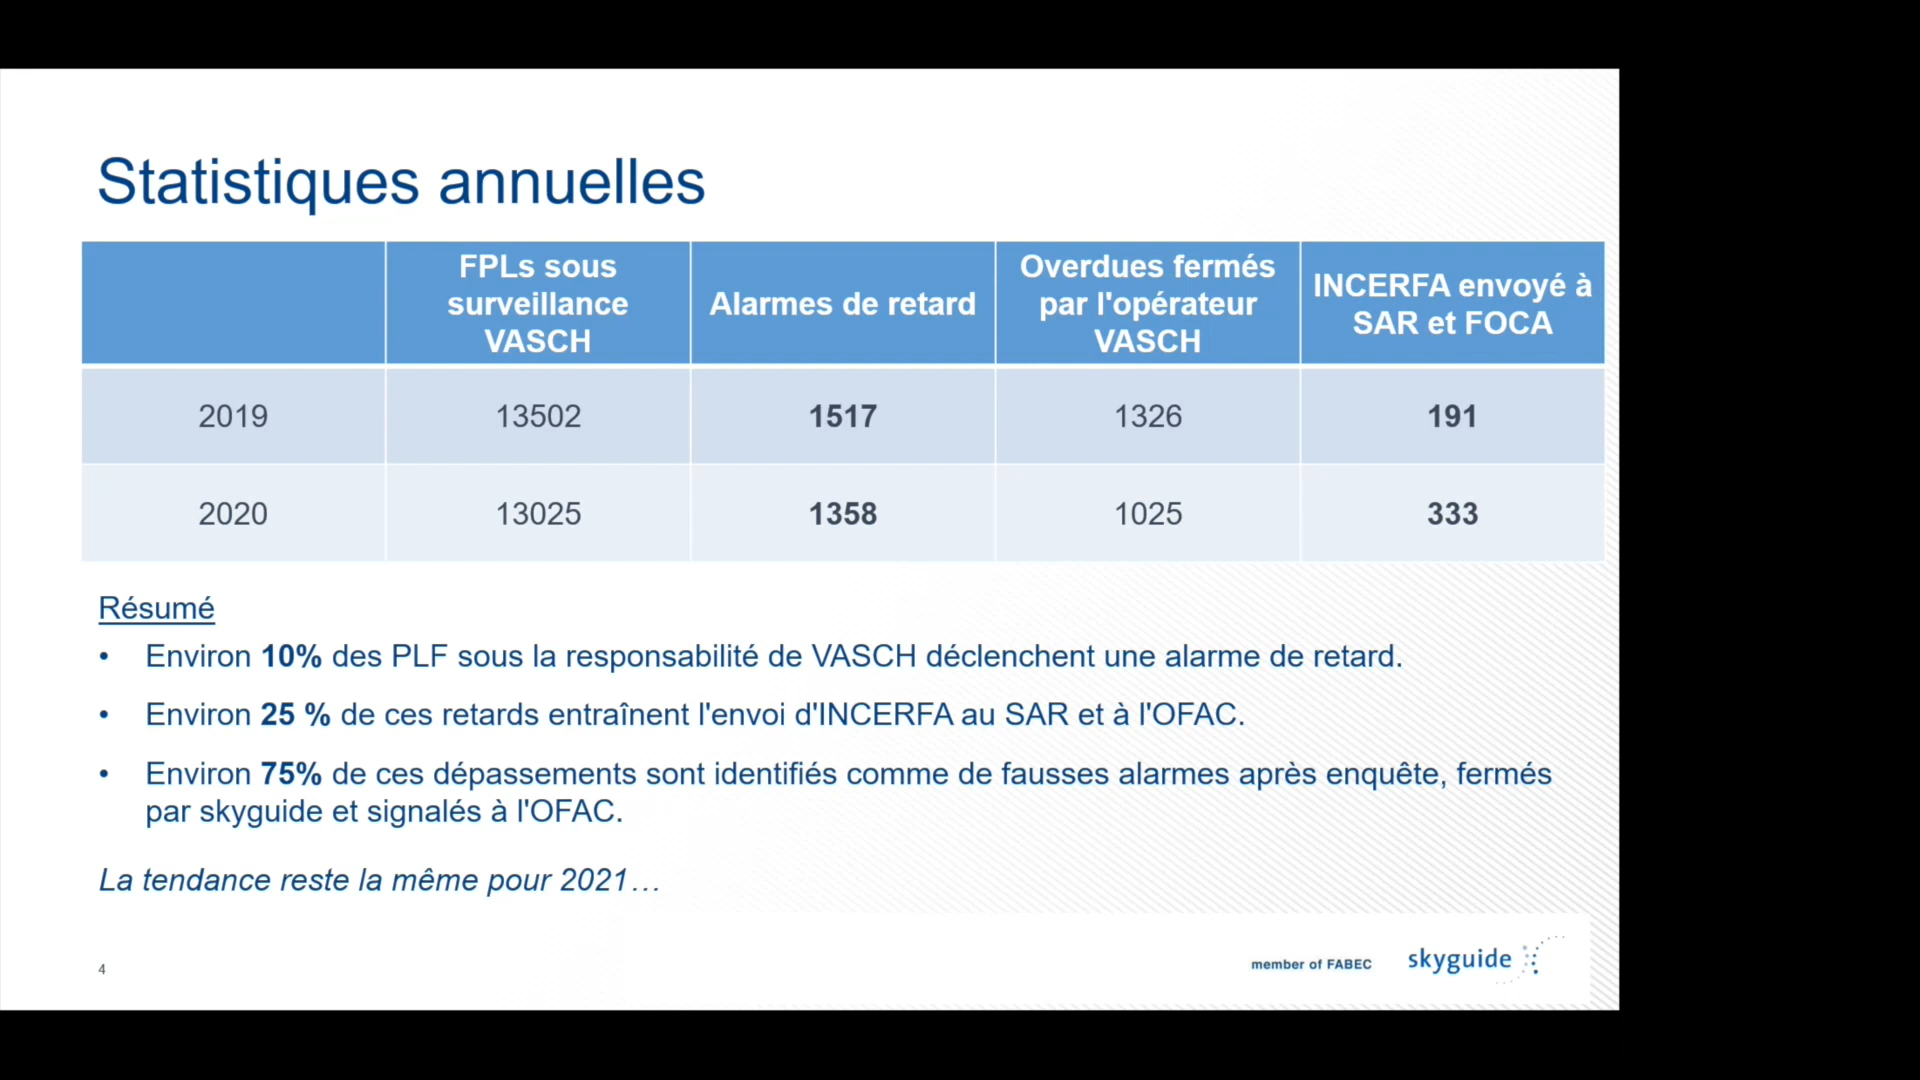 Statistiques annuelles
FPLs sous surveillance VASCH
Alarmes de retard
Overdues fermés par l'opérateur VASCH
INCERFA envoyé à SAR et FOCA
2019 13502 1517 1326 191
2020 13025 1358 1025 333
Résumé
• Environ 10% des PLF sous la responsabilité de VASCH déclenchent une alarme de retard.
• Environ 25 % de ces retards entraînent l'envoi d'INCERFA au SAR et à l'OFAC.
• Environ 75% de ces dépassements sont identifiés comme de fausses alarmes après enquête, fermés
par skyguide et signalés à l'OFAC.
La tendance reste la même pour 2021…
4
member of FABEC
skyguide